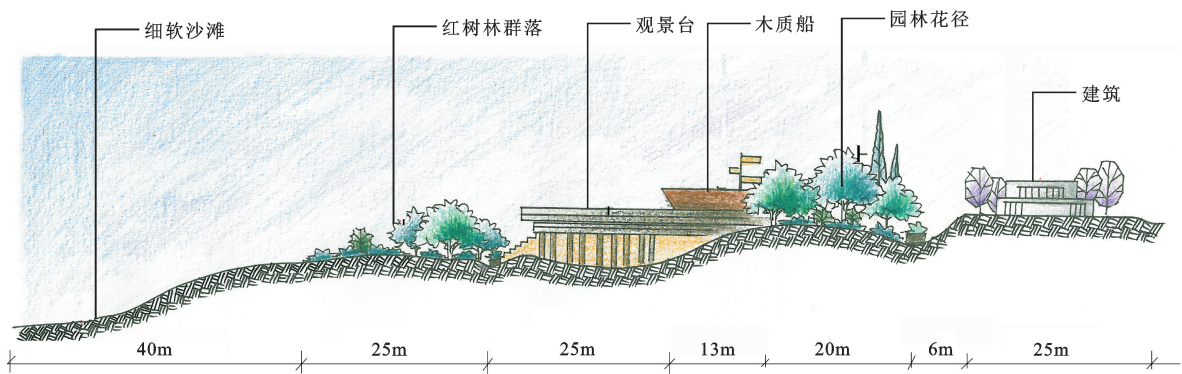 细软沙滩
红树林群落
观景台
木质船
园林花径
建筑
40m
25m
25m
13m
20m
6m
25m